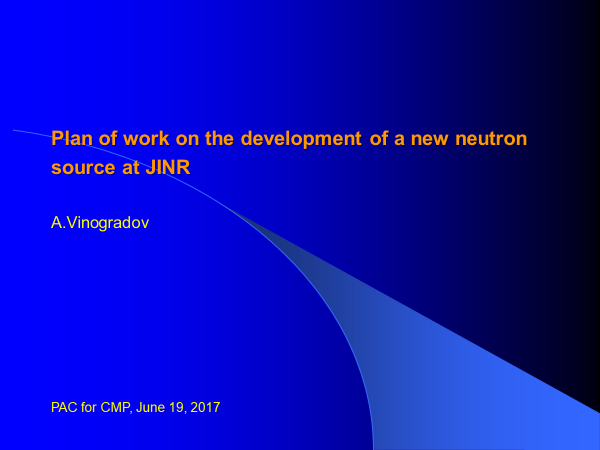 Plan of work on the development of a new neutron
source at JINR
A.Vinogradov
PAC for CMP, June 19, 2017